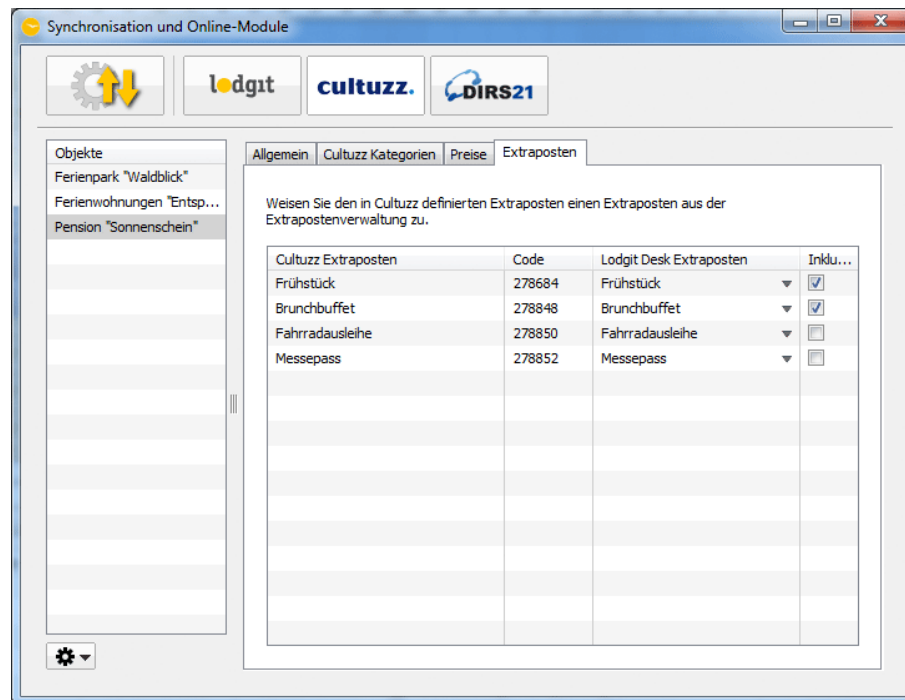 Synchronisation und Online-Module
lodgit
cultuzz.
DIRS21
Objekte
Ferienpark "Waldblick"
Ferienwohnungen "Entsp...
Pension "Sonnenschein"
Allgemein
Cultuzz Kategorien
Preise
Extraposten
Weisen Sie den in Cultuzz definierten Extraposten einen Extraposten aus der
Extrapostenverwaltung zu.
Cultuzz Extraposten Code Lodgit Desk Extraposten Inklu...
Frühstück 278684 Frühstück
Brunchbuffet 278848 Brunchbuffet
Fahrradausleihe 278850 Fahrradausleihe
Messepass 278852 Messepass